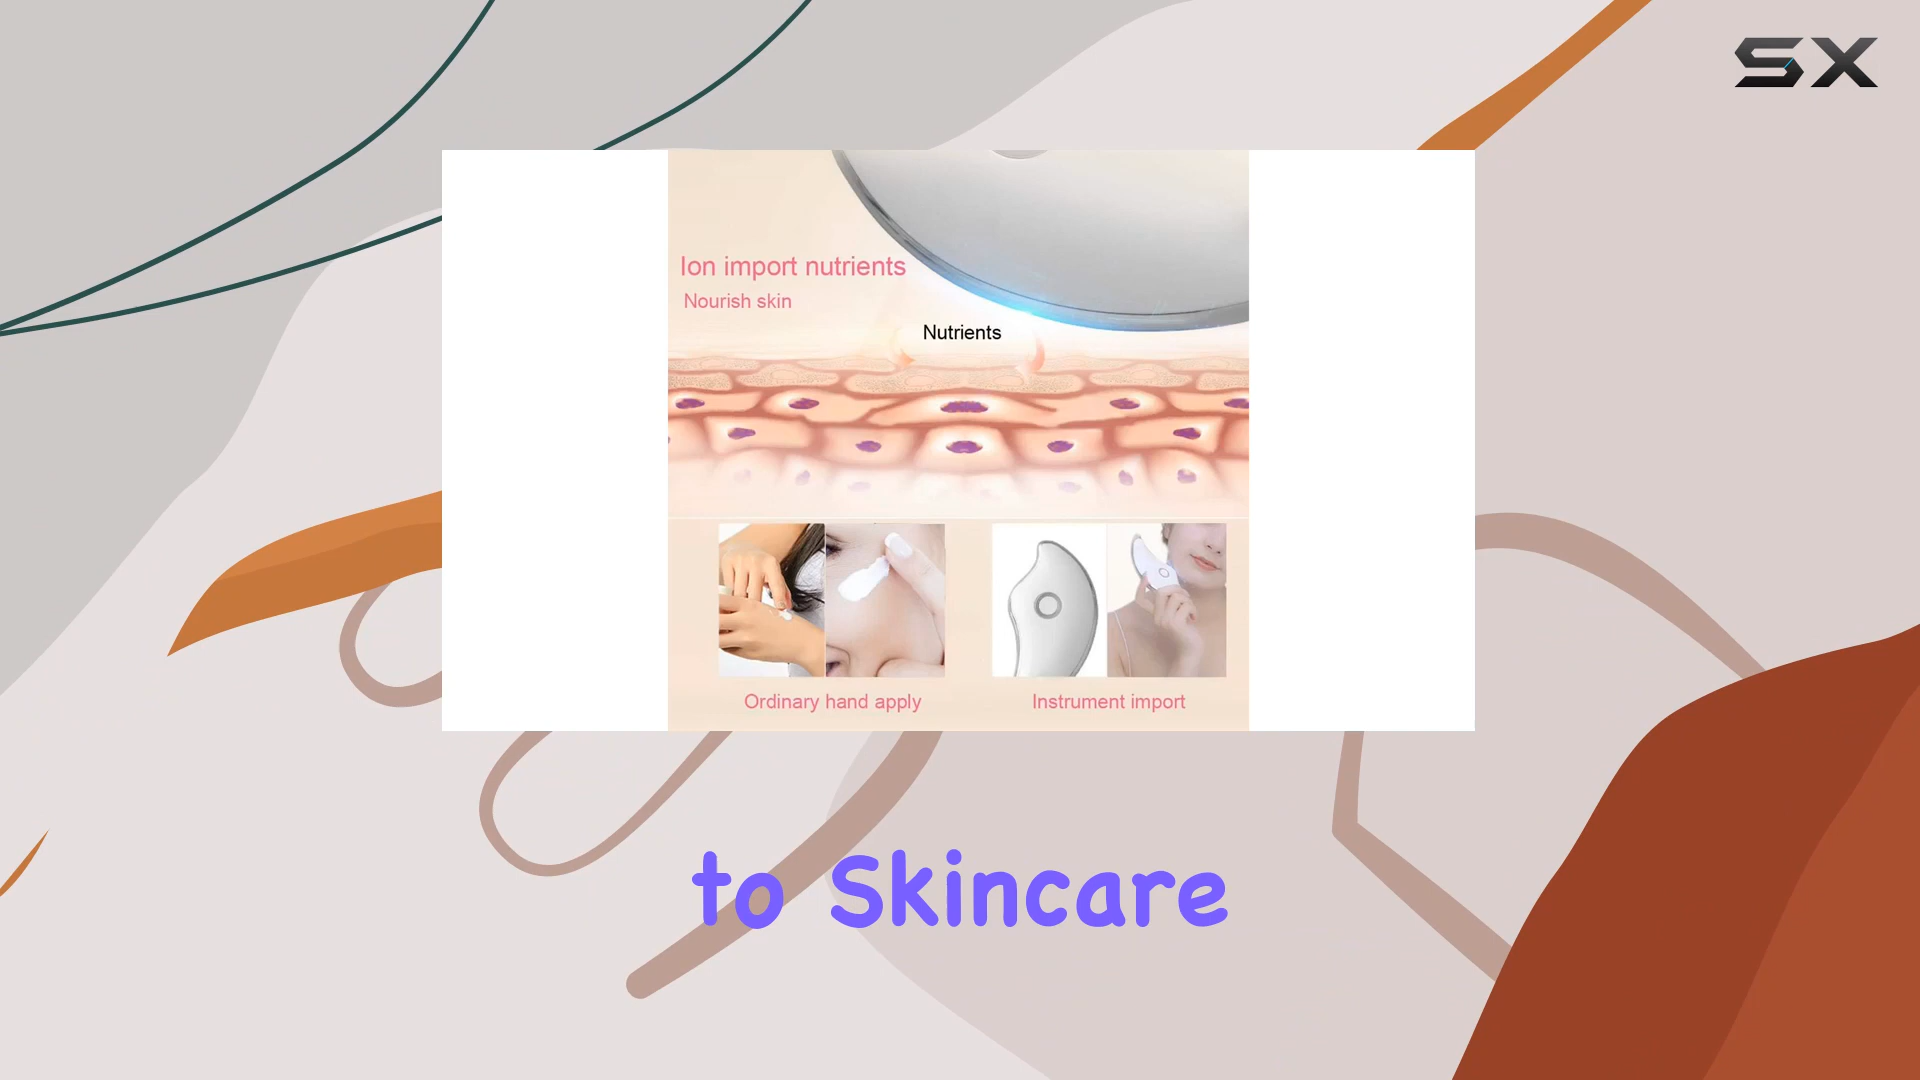 SX
Ion import nutrients
Nourish skin
Nutrients
Ordinary hand apply
Instrument import
to Skincare